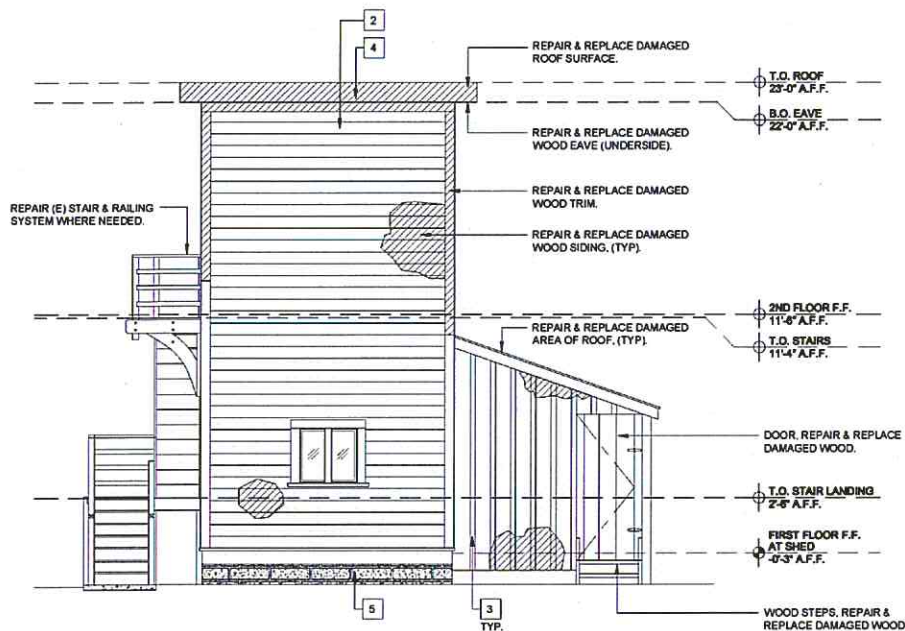 2
4
REPAIR & REPLACE DAMAGED
ROOF SURFACE.
T.O. ROOF
23'-0" A.F.F.
B.O. EAVE
22'-0" A.F.F.
REPAIR & REPLACE DAMAGED
WOOD EAVE (UNDERSIDE).
REPAIR & REPLACE DAMAGED
WOOD TRIM.
REPAIR (E) STAIR & RAILING
SYSTEM WHERE NEEDED.
REPAIR & REPLACE DAMAGED
WOOD SIDING. (TYP).
2ND FLOOR F.F.
11'-6" A.F.F.
REPAIR & REPLACE DAMAGED
AREA OF ROOF. (TYP).
T.O. STAIRS
11'-4" A.F.F.
DOOR, REPAIR & REPLACE
DAMAGED WOOD.
T.O. STAIR LANDING
2'-6" A.F.F.
FIRST FLOOR F.F.
AT SHED
-0'-3" A.F.F.
5
3
TYP.
WOOD STEPS, REPAIR &
REPLACE DAMAGED WOOD